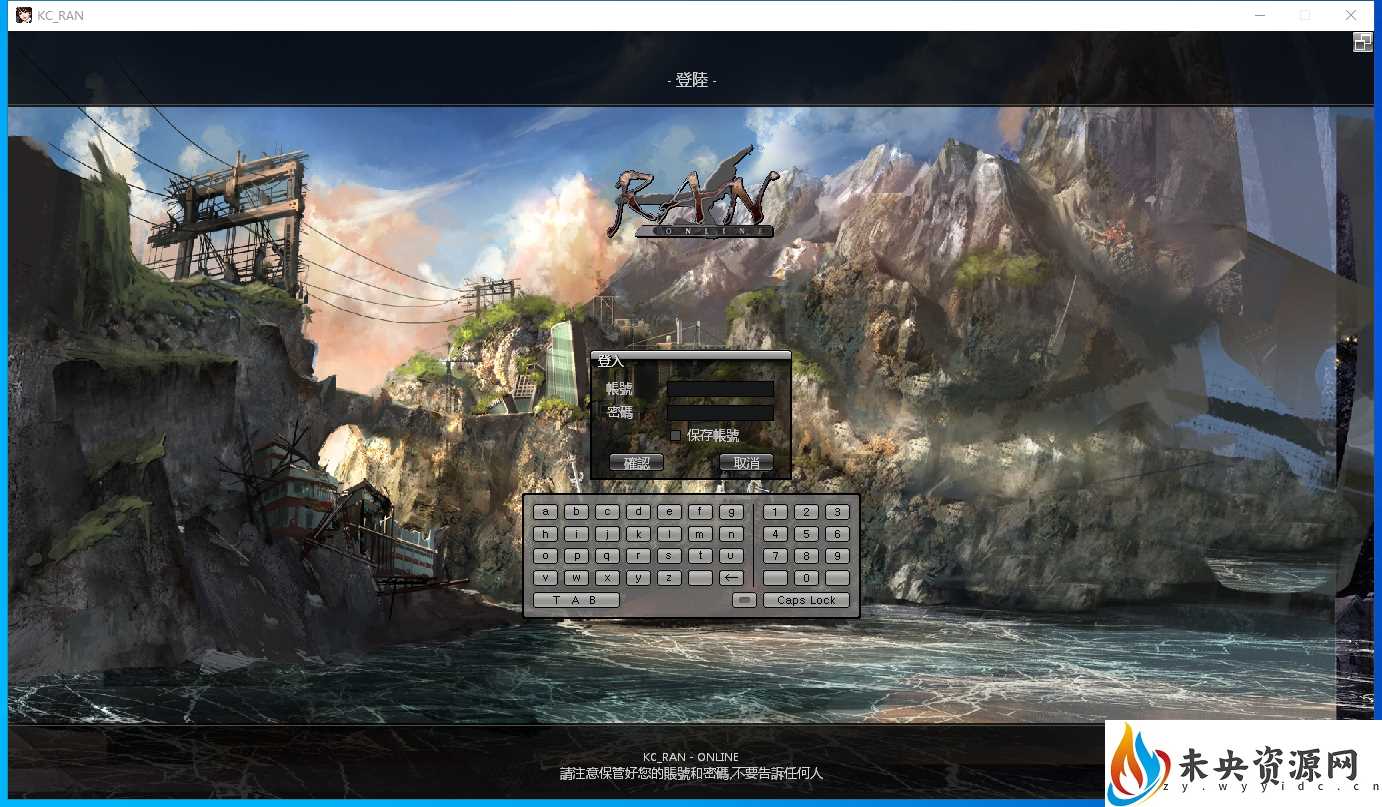 KC_RAN
- 登陸 -
RAN
ONLINE
登入
帳號
密碼
保存帳號
確認 取消
a b c d e f g 1 2 3
h i j k l m n 4 5 6
o p q r s t u 7 8 9
v w x y z ← 0
T A B Caps Lock
KC_RAN - ONLINE
請注意保管好您的賬號和密碼,不要告訴任何人
未央资源网
zy.wyyidc.cn